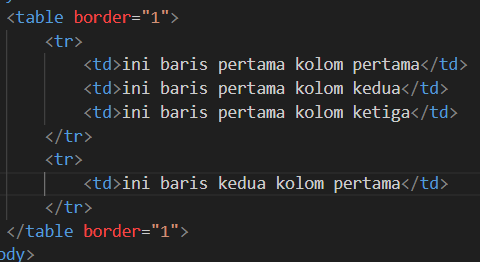 <table border="1">
<tr>
<td>ini baris pertama kolom pertama</td>
<td>ini baris pertama kolom kedua</td>
<td>ini baris pertama kolom ketiga</td>
</tr>
<tr>
<td>ini baris kedua kolom pertama</td>
</tr>
</table border="1">
ody>